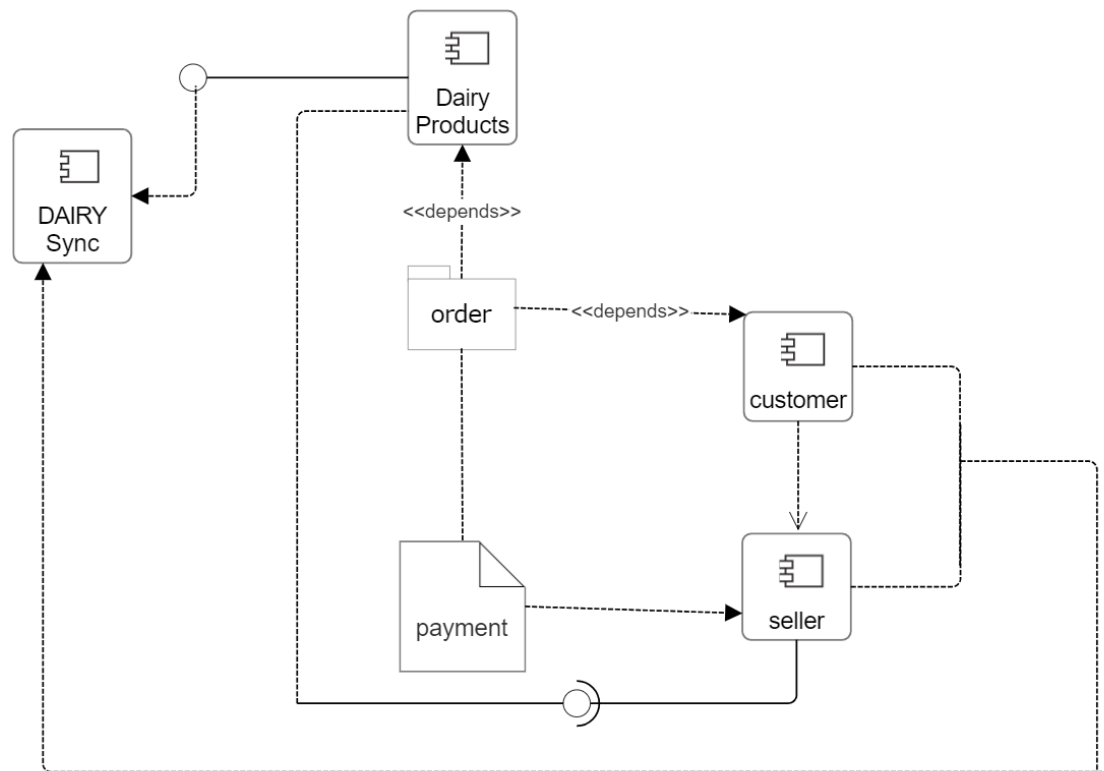 Dairy
Products
DAIRY
Sync
<<depends>>
order
<<depends>>
customer
payment
seller